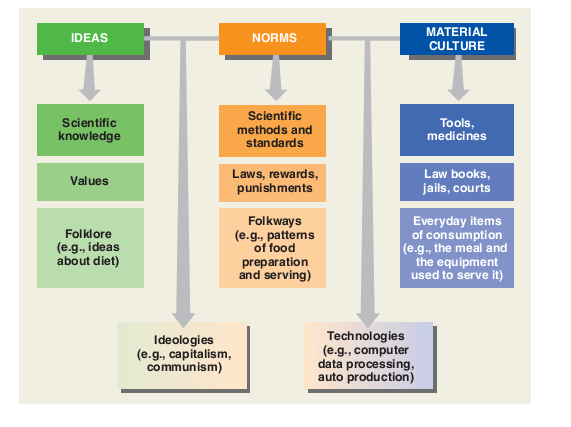 IDEAS
NORMS
MATERIAL
CULTURE
Scientific
knowledge
Scientific
methods and
standards
Tools,
medicines
Values
Laws, rewards,
punishments
Law books,
jails, courts
Folklore
(e.g., ideas
about diet)
Folkways
(e.g., patterns
of food
preparation
and serving)
Everyday items
of consumption
(e.g., the meal and
the equipment
used to serve it)
Ideologies
(e.g., capitalism,
communism)
Technologies
(e.g., computer
data processing,
auto production)